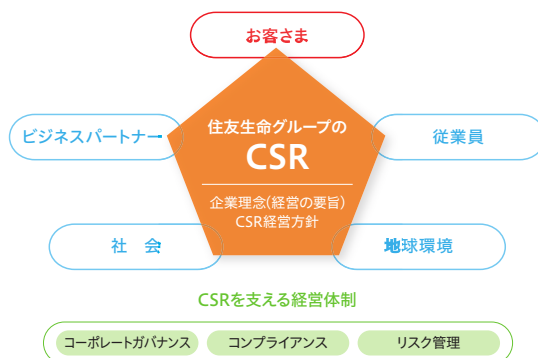 お客さま
ビジネスパートナー
住友生命グループの
CSR
従業員
企業理念(経営の要旨)
CSR経営方針
社 会
地球環境
CSRを支える経営体制
コーポレートガバナンス
コンプライアンス
リスク管理